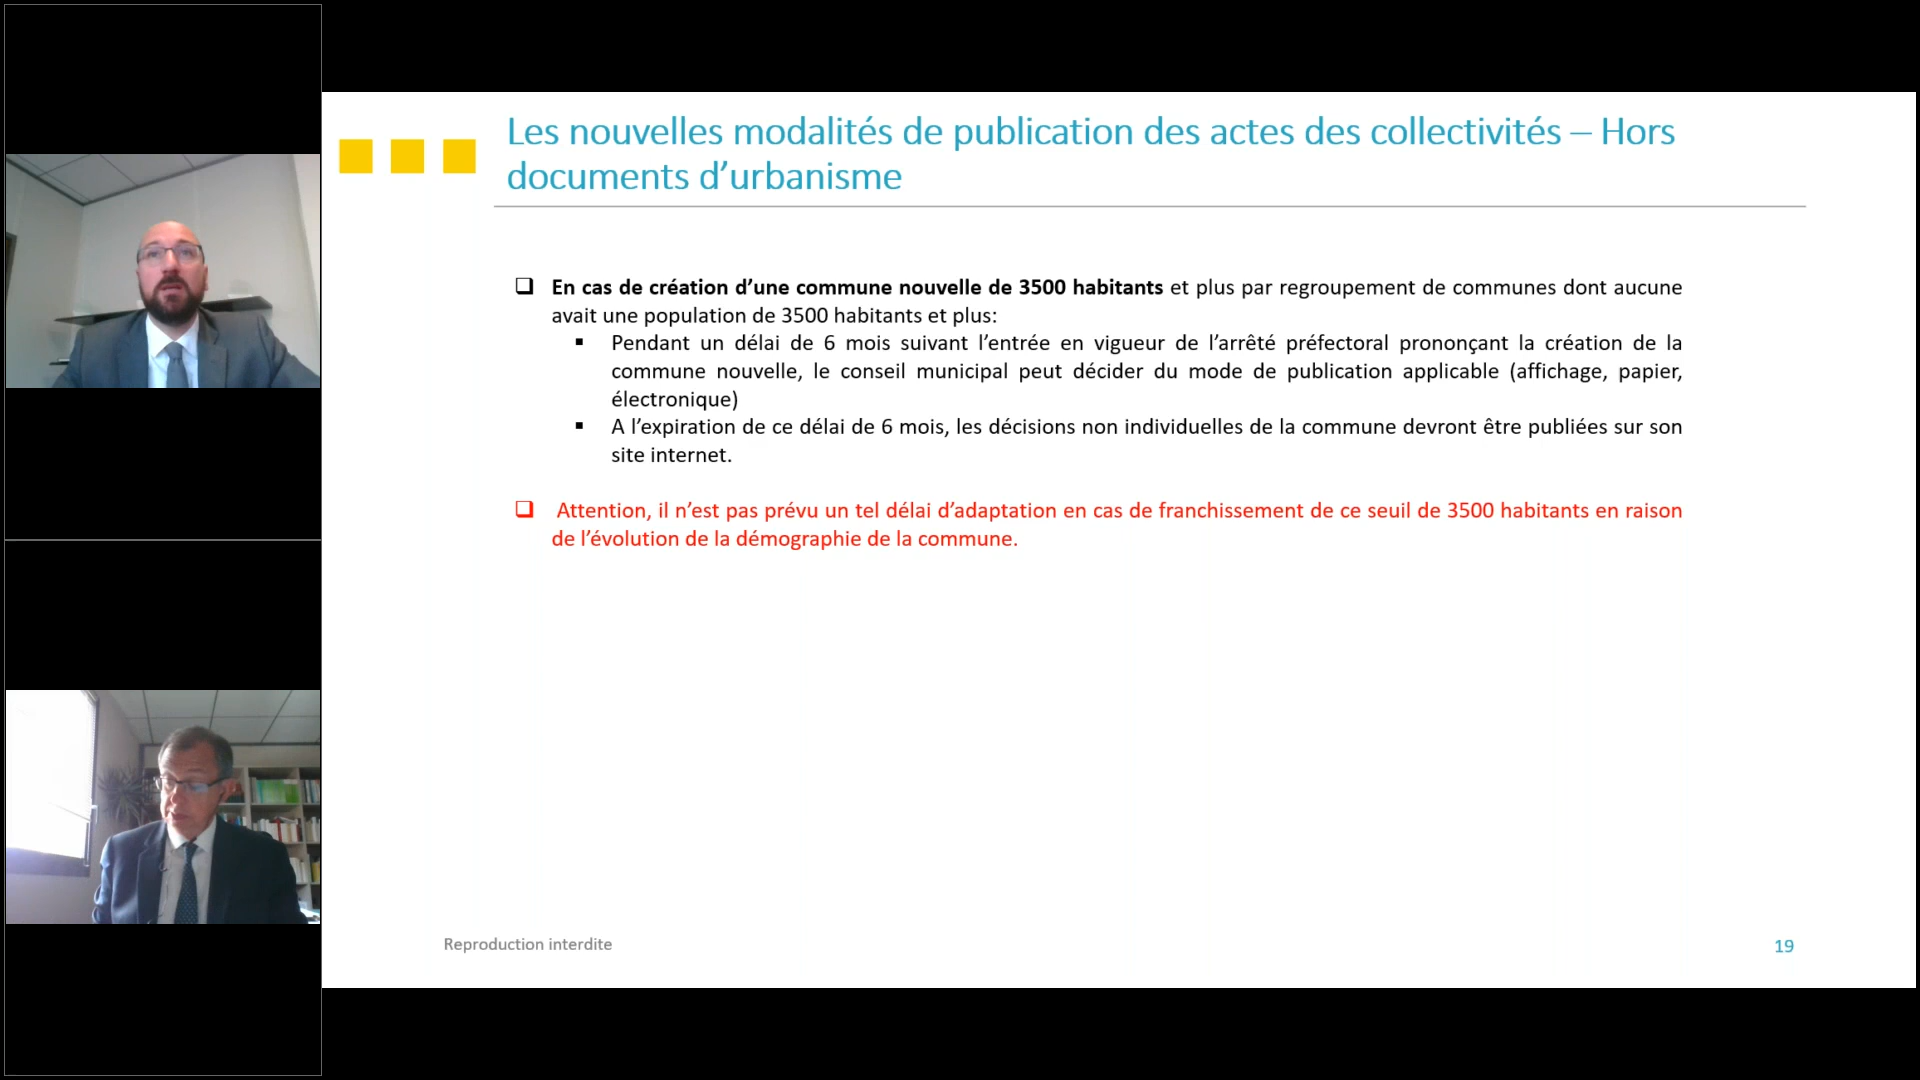 Les nouvelles modalités de publication des actes des collectivités – Hors
documents d’urbanisme
En cas de création d’une commune nouvelle de 3500 habitants et plus par regroupement de communes dont aucune
avait une population de 3500 habitants et plus:
Pendant un délai de 6 mois suivant l’entrée en vigueur de l’arrêté préfectoral prononçant la création de la
commune nouvelle, le conseil municipal peut décider du mode de publication applicable (affichage, papier,
électronique)
A l’expiration de ce délai de 6 mois, les décisions non individuelles de la commune devront être publiées sur son
site internet.
Attention, il n’est pas prévu un tel délai d’adaptation en cas de franchissement de ce seuil de 3500 habitants en raison
de l’évolution de la démographie de la commune.
Reproduction interdite
19